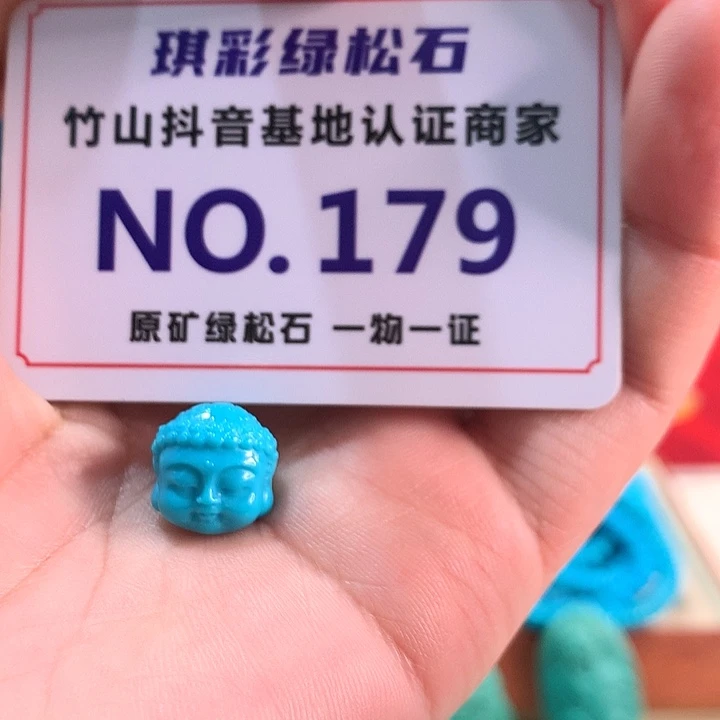 琪彩绿松石
竹山抖音基地认证商家
NO.179
原矿绿松石 一物一证